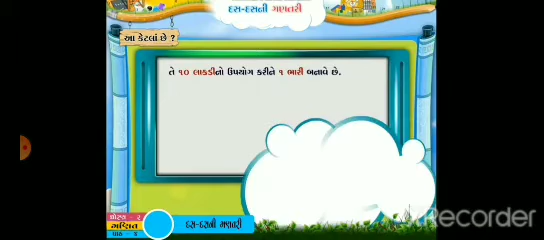 દસ-દસની ગણતરી
આ કેટલાં છે ?
તે ૧૦ લાકડીનો ઉપયોગ કરીને ૧ ભારી બનાવે છે.
ધોરણ - ૨
ગણિત
દસ-દસની ગણતરી
RECORDER